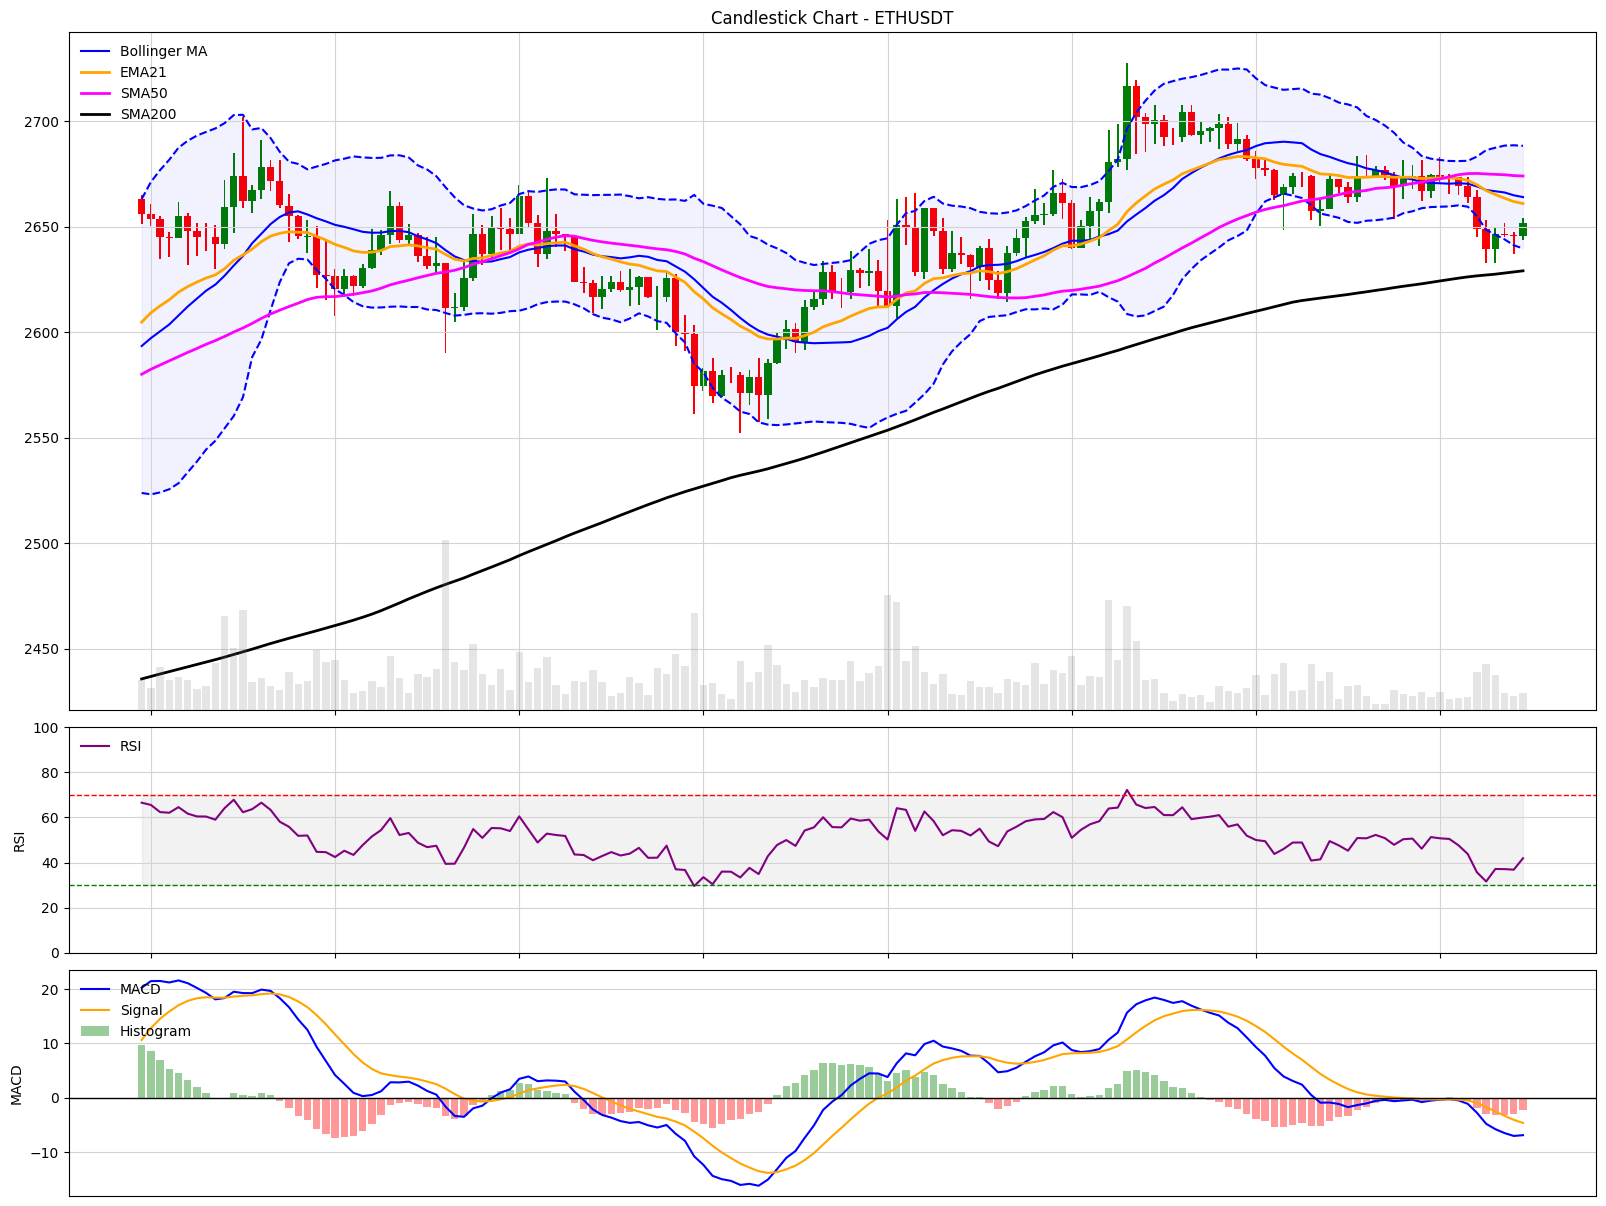 Candlestick Chart - ETHUSDT
Bollinger MA
EMA21
SMA50
SMA200
2700
2650
2600
2550
2500
2450
100
80
60
40
20
0
RSI
RSI
20
10
0
−10
MACD
MACD
Signal
Histogram